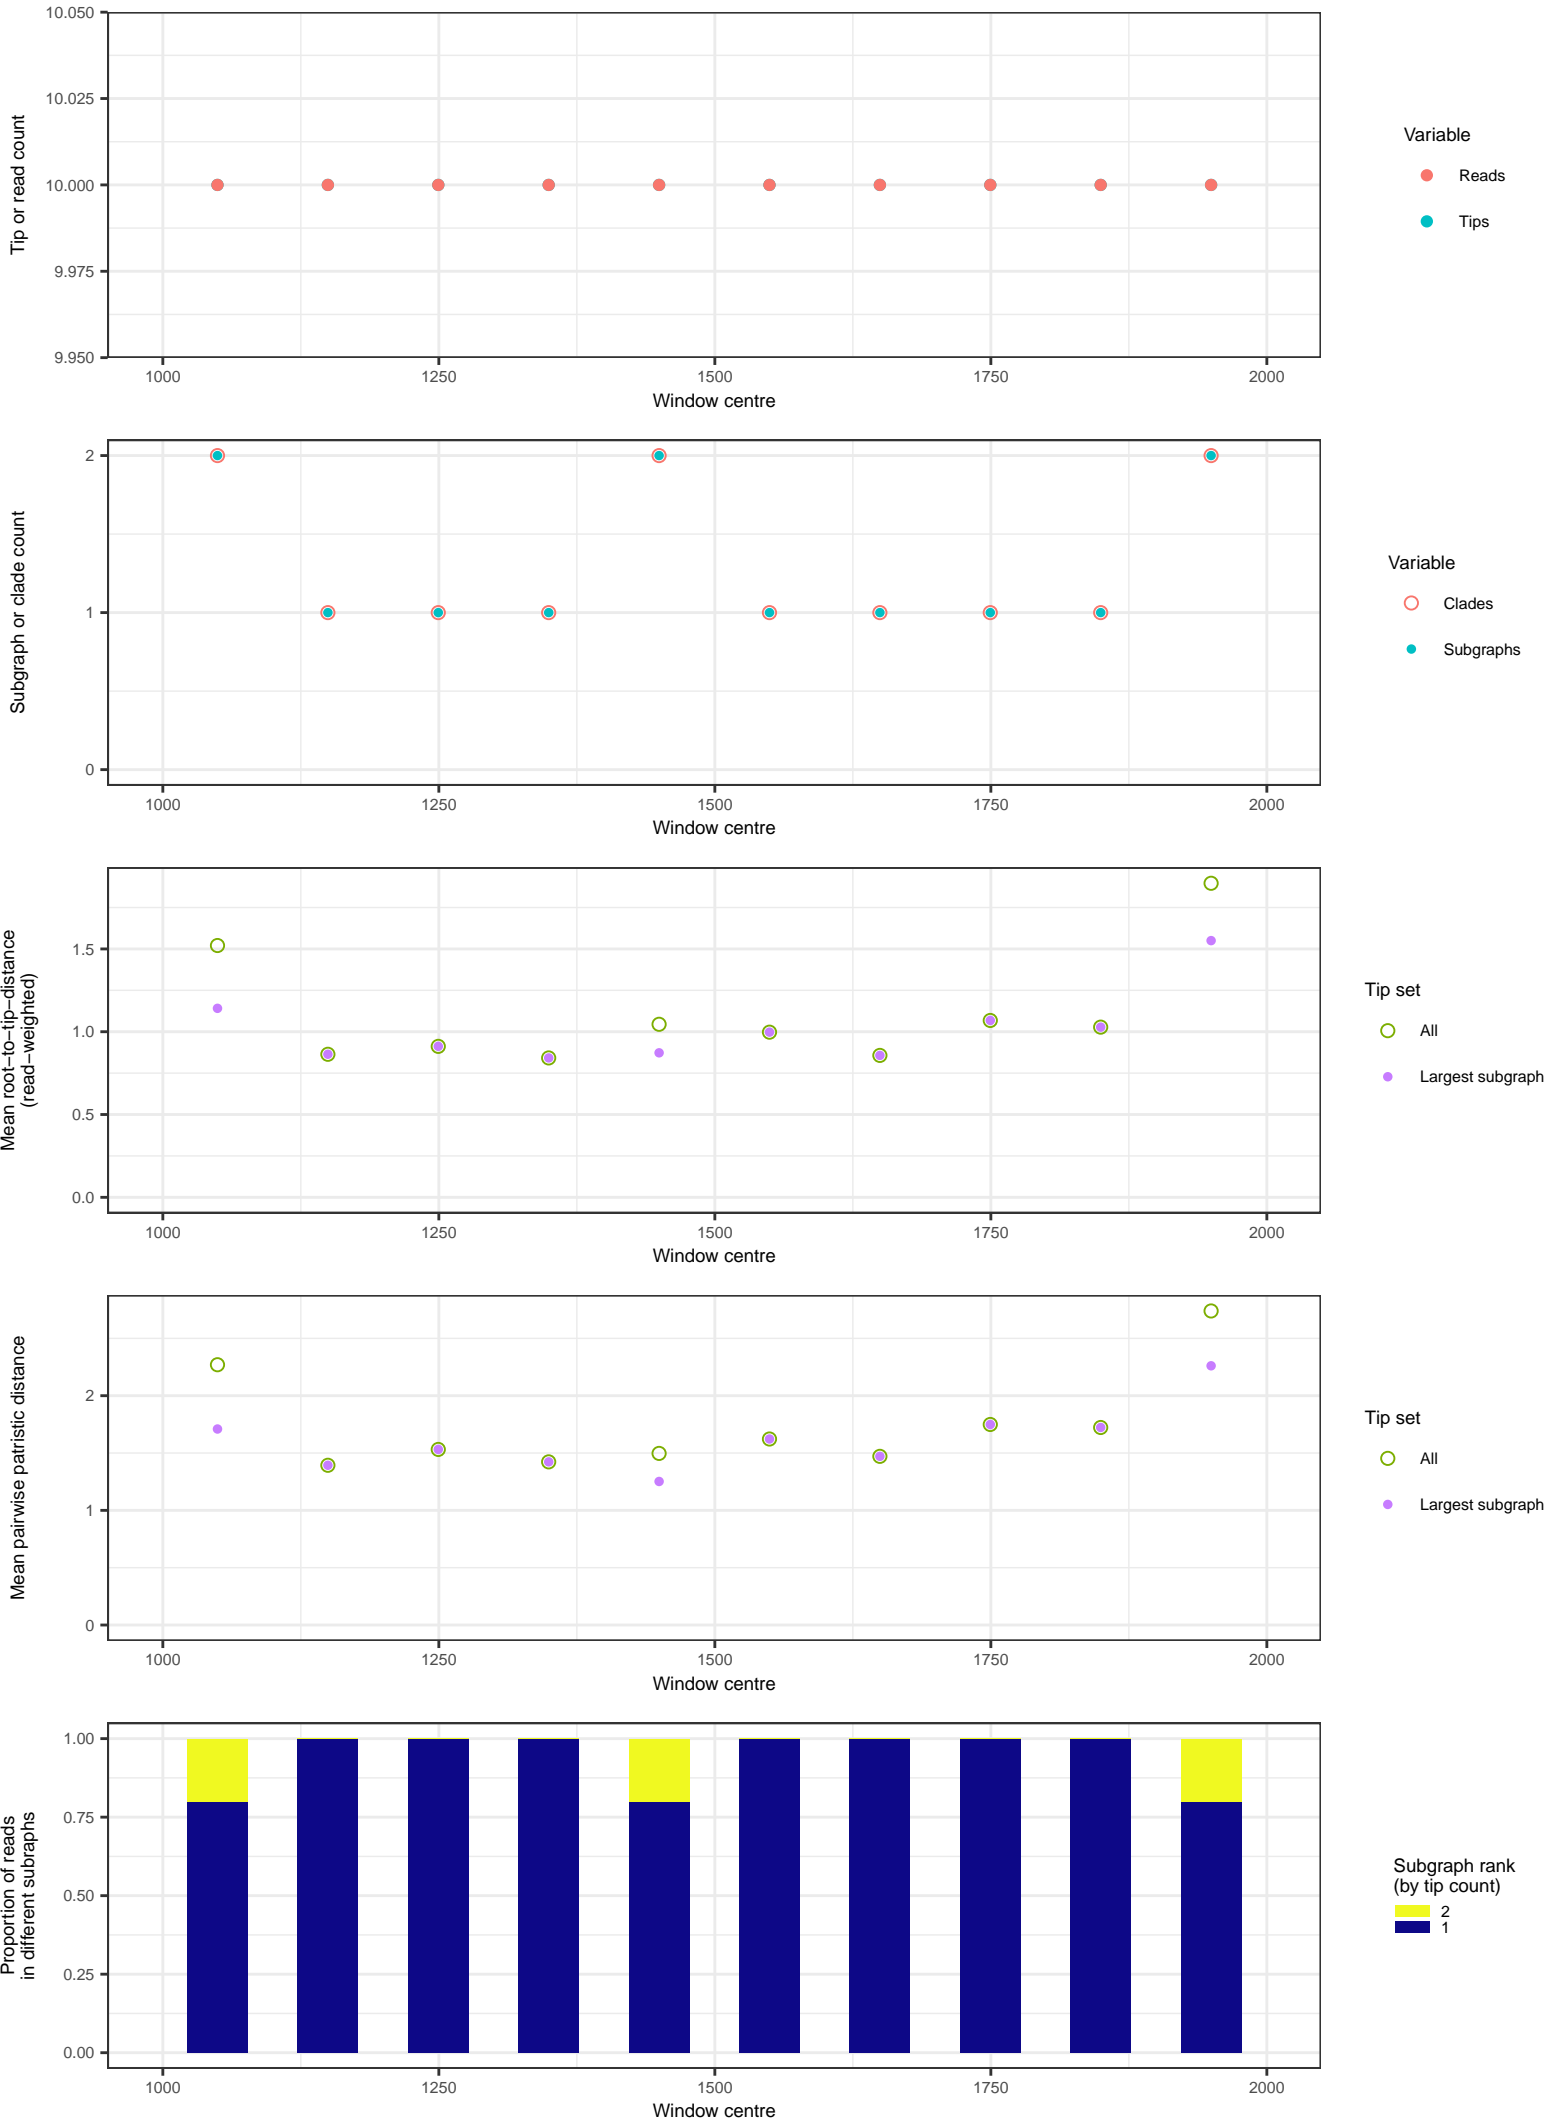 10.050
10.025
10.000
9.975
9.950
Tip or read count
1000 1250 1500 1750 2000
Window centre
Variable
Reads
Tips
2
1
0
Subgraph or clade count
1000 1250 1500 1750 2000
Window centre
Variable
Clades
Subgraphs
1.5
1.0
0.5
0.0
Mean root−to−tip−distance
(read−weighted)
1000 1250 1500 1750 2000
Window centre
Tip set
All
Largest subgraph
2
1
0
Mean pairwise patristic distance
1000 1250 1500 1750 2000
Window centre
Tip set
All
Largest subgraph
1.00
0.75
0.50
0.25
0.00
Proportion of reads
in different subraphs
1000 1250 1500 1750 2000
Window centre
Subgraph rank
(by tip count)
2
1